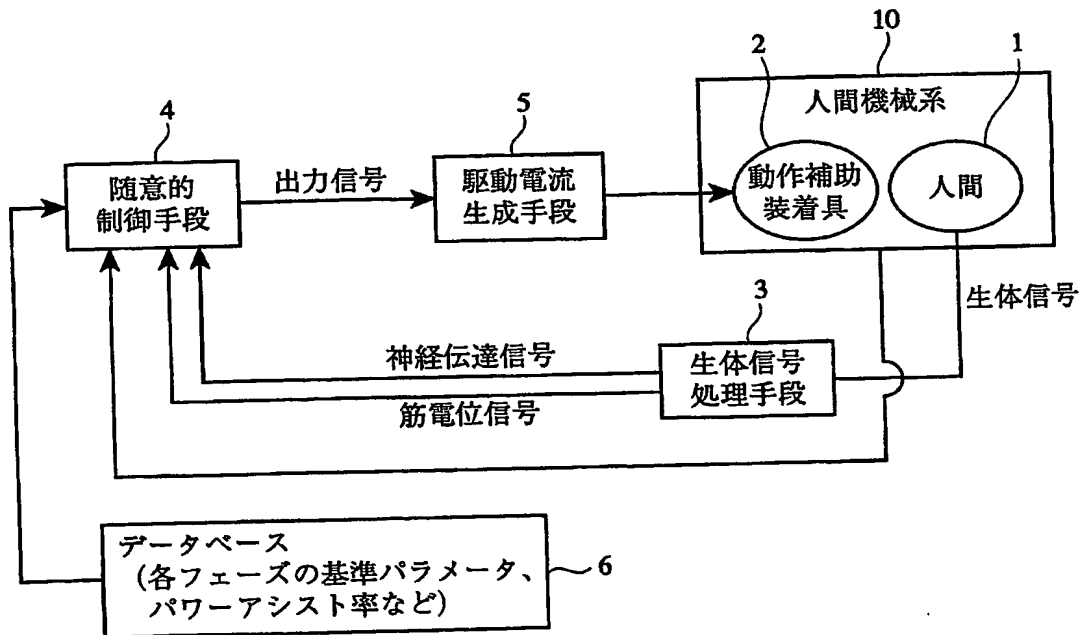 10
2
1
人間機械系
4
5
随意的
制御手段
出力信号
駆動電流
生成手段
動作補助
装着具
人間
生体信号
3
神経伝達信号
筋電位信号
生体信号
処理手段
データベース
(各フェーズの基準パラメータ、
パワーアシスト率など)
6